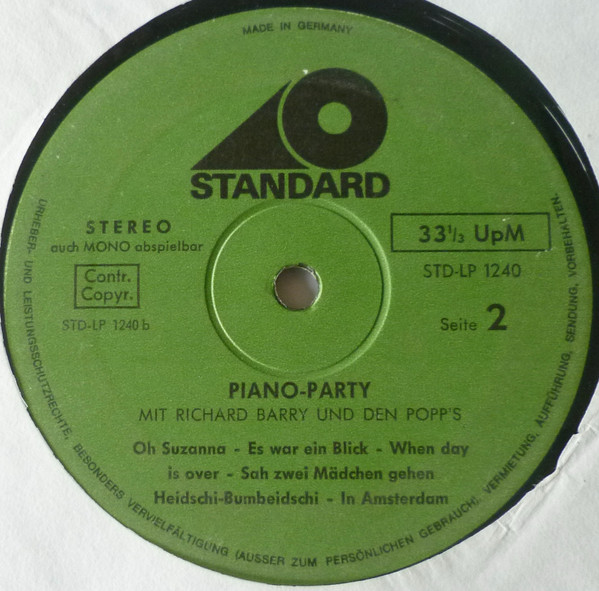 MADE IN GERMANY
STANDARD
STEREO
auch MONO abspielbar
Contr.
Copyr.
STD-LP 1240 b
33 1/3 UpM
STD-LP 1240
Seite 2
PIANO-PARTY
MIT RICHARD BARRY UND DEN POPP'S
Oh Suzanna - Es war ein Blick - When day
is over - Sah zwei Mädchen gehen
Heidschi-Bumbeidschi - In Amsterdam
URHEBER- UND LEISTUNGSSCHUTZRECHTE, BESONDERS VERVIELFÄLTIGUNG (AUSSER ZUM PERSÖNLICHEN GEBRAUCH), VERMIETUNG, AUFFÜHRUNG, SENDUNG, VORBEHALTEN.